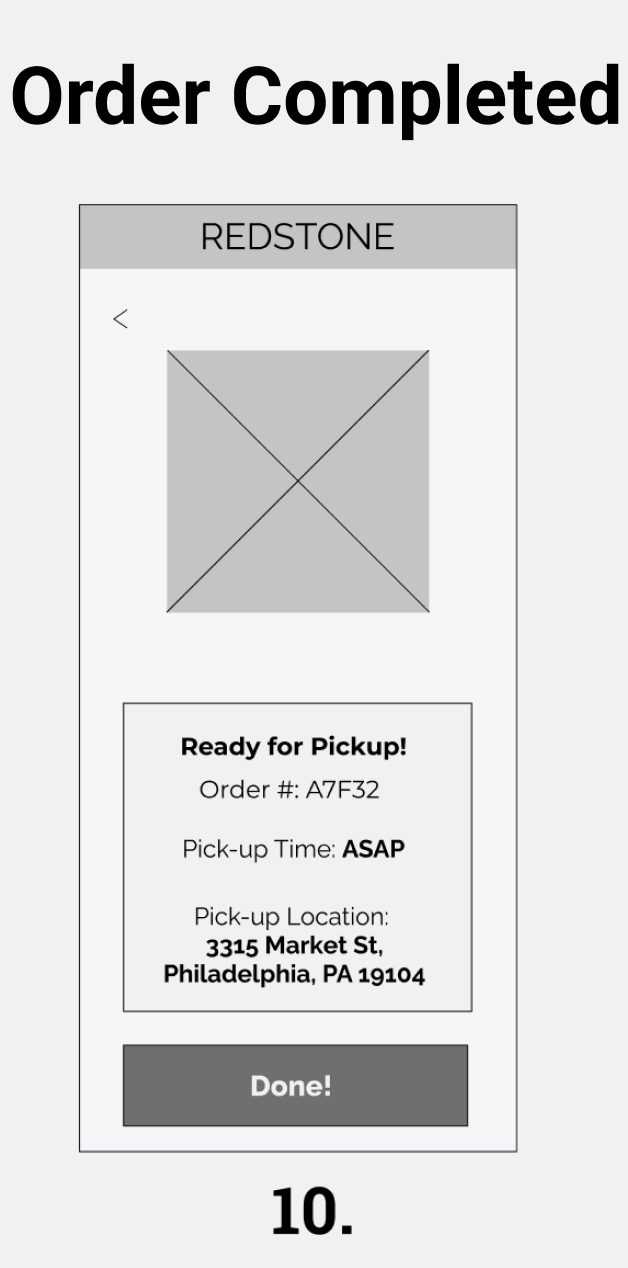 Order Completed
REDSTONE
<
Ready for Pickup!
Order #: A7F32
Pick-up Time: ASAP
Pick-up Location:
3315 Market St,
Philadelphia, PA 19104
Done!
10.